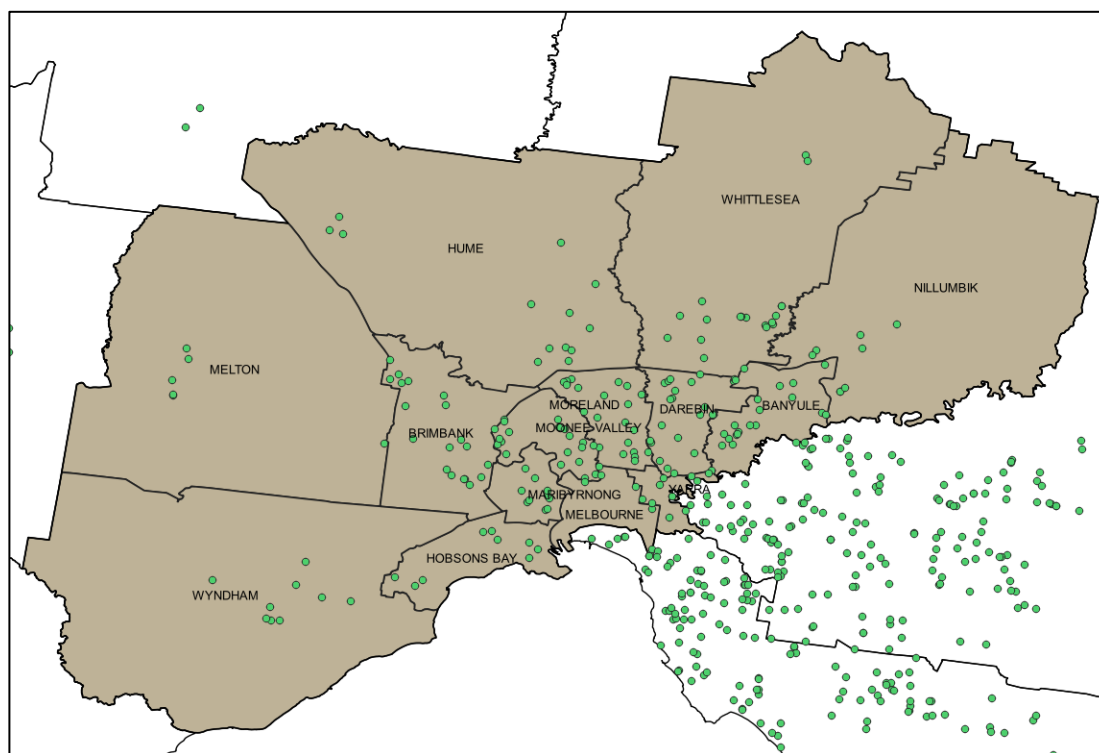 WHITTLESEA
HUME
NILLUMBIK
MELTON
MORELAND
DAREBIN
BANYULE
MOONEE VALLEY
BRIMBANK
YARRA
MARIBYRNONG
MELBOURNE
HOBSONS BAY
WYNDHAM